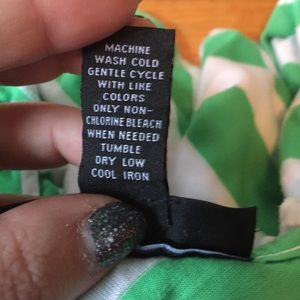 MACHINE
WASH COLD
GENTLE CYCLE
WITH LIKE
COLORS
ONLY NON-
CHLORINE BLEACH
WHEN NEEDED
TUMBLE
DRY LOW
COOL IRON